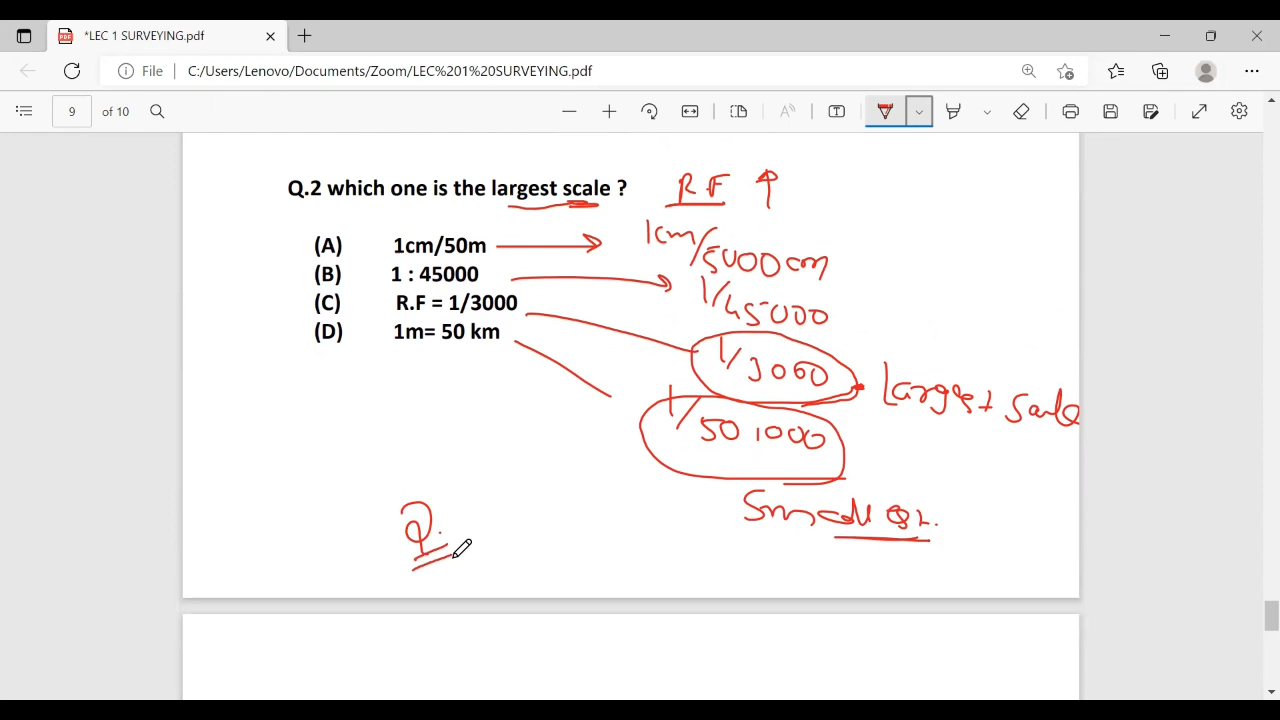 *LEC 1 SURVEYING.pdf
File C:/Users/Lenovo/Documents/Zoom/LEC%201%20SURVEYING.pdf
9 of 10
Q.2 which one is the largest scale ? R F ↑
(A) 1cm/50m 1cm/5000cm
(B) 1 : 45000 1/45000
(C) R.F = 1/3000 1/3000 Largest Scale
(D) 1m= 50 km 1/50 1000
Smallest.
Q.